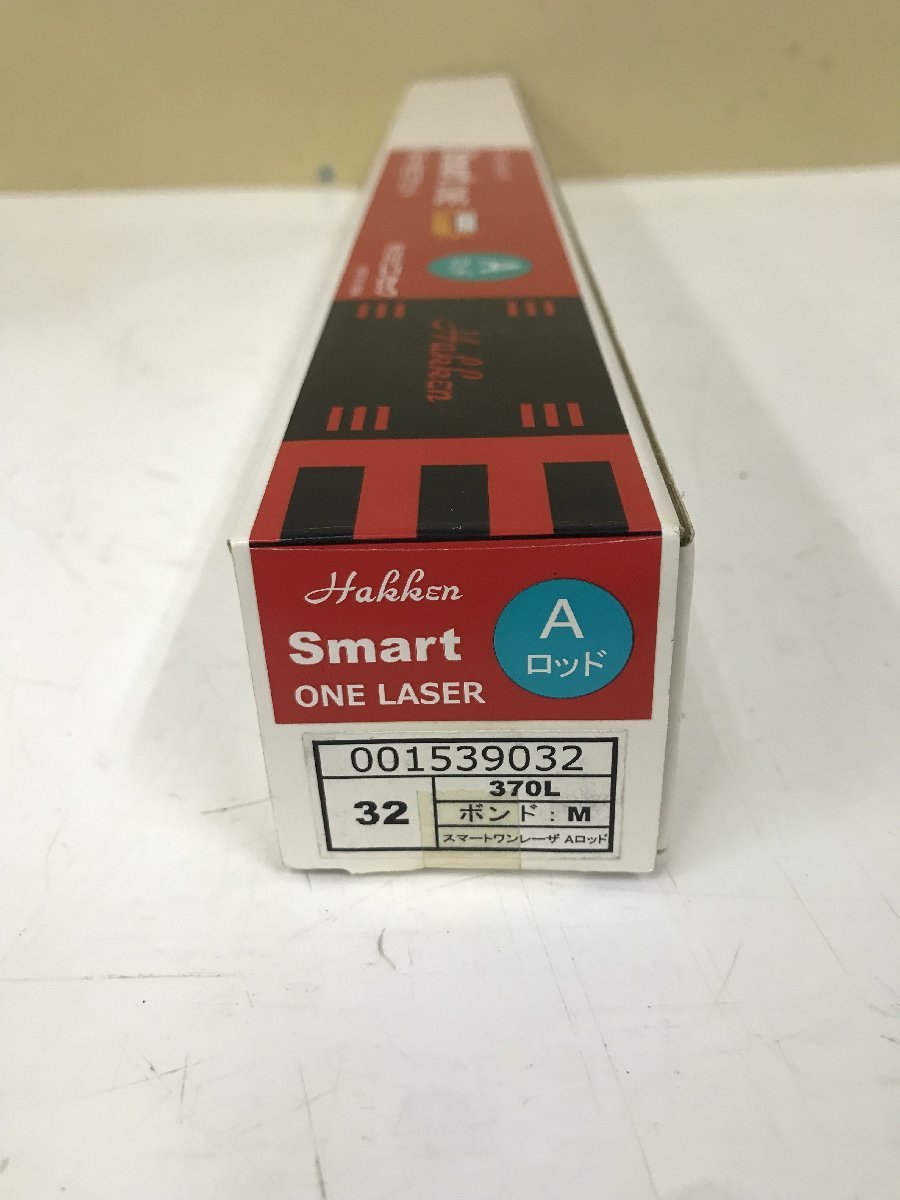 A
Hakken
Hakken
Smart
ONE LASER
A
ロッド
001539032
32
370L
ボンド：M
スマートワンレーザ Aロッド